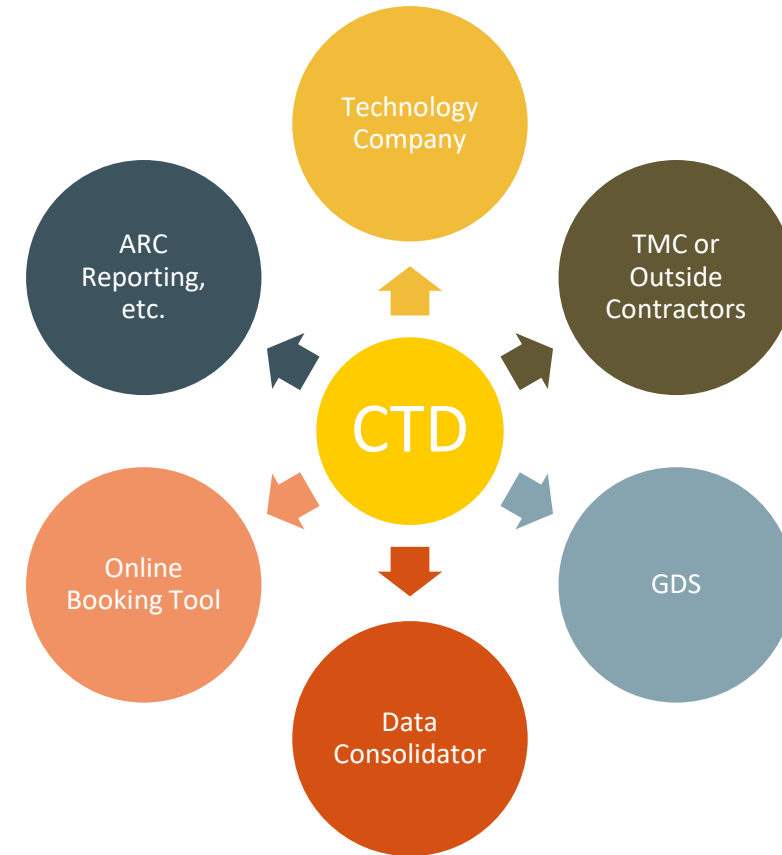 Technology
Company
TMC or
Outside
Contractors
GDS
Data
Consolidator
Online
Booking Tool
ARC
Reporting,
etc.
CTD